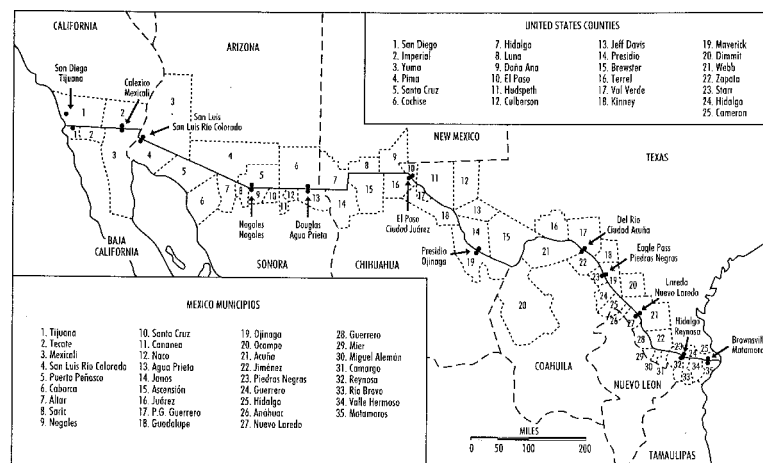 CALIFORNIA
ARIZONA
NEW MEXICO
TEXAS
BAJA
CALIFORNIA
SONORA
CHIHUAHUA
COAHUILA
NUEVO LEON
TAMAULIPAS
San Diego
Tijuana
Calexico
Mexicali
San Luis
San Luis Río Colorado
Nogales
Nogales
Douglas
Agua Prieta
El Paso
Ciudad Juárez
Presidio
Ojinaga
Del Rio
Ciudad Acuña
Eagle Pass
Piedras Negras
Laredo
Nuevo Laredo
Hidalgo
Reynosa
Brownsville
Matamoros
UNITED STATES COUNTIES
1. San Diego
2. Imperial
3. Yuma
4. Pima
5. Santa Cruz
6. Cochise
7. Hidalgo
8. Luna
9. Doña Ana
10. El Paso
11. Hudspeth
12. Culberson
13. Jeff Davis
14. Presidio
15. Brewster
16. Terrel
17. Val Verde
18. Kinney
19. Maverick
20. Dimmit
21. Webb
22. Zapata
23. Starr
24. Hidalgo
25. Cameron
MEXICO MUNICIPIOS
1. Tijuana
2. Tecate
3. Mexicali
4. San Luis Río Colorado
5. Puerto Peñasco
6. Caborca
7. Altar
8. Saric
9. Nogales
10. Santa Cruz
11. Cananea
12. Naco
13. Agua Prieta
14. Janos
15. Ascensión
16. Juárez
17. P.G. Guerrero
18. Guadalupe
19. Ojinaga
20. Ocampo
21. Acuña
22. Jiménez
23. Piedras Negras
24. Guerrero
25. Hidalgo
26. Anáhuac
27. Nuevo Laredo
28. Guerrero
29. Mier
30. Miguel Alemán
31. Camargo
32. Reynosa
33. Río Bravo
34. Valle Hermoso
35. Matamoros
MILES
0 50 100 200